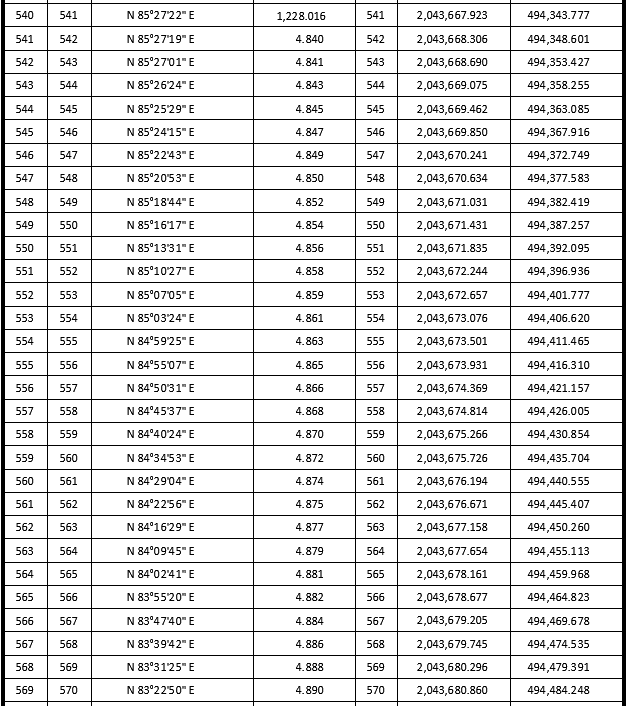 540 541 N 85°27'22" E 1,228.016 541 2,043,667.923 494,343.777
541 542 N 85°27'19" E 4.840 542 2,043,668.306 494,348.601
542 543 N 85°27'01" E 4.841 543 2,043,668.690 494,353.427
543 544 N 85°26'24" E 4.843 544 2,043,669.075 494,358.255
544 545 N 85°25'29" E 4.845 545 2,043,669.462 494,363.085
545 546 N 85°24'15" E 4.847 546 2,043,669.850 494,367.916
546 547 N 85°22'43" E 4.849 547 2,043,670.241 494,372.749
547 548 N 85°20'53" E 4.850 548 2,043,670.634 494,377.583
548 549 N 85°18'44" E 4.852 549 2,043,671.031 494,382.419
549 550 N 85°16'17" E 4.854 550 2,043,671.431 494,387.257
550 551 N 85°13'31" E 4.856 551 2,043,671.835 494,392.095
551 552 N 85°10'27" E 4.858 552 2,043,672.244 494,396.936
552 553 N 85°07'05" E 4.859 553 2,043,672.657 494,401.777
553 554 N 85°03'24" E 4.861 554 2,043,673.076 494,406.620
554 555 N 84°59'25" E 4.863 555 2,043,673.501 494,411.465
555 556 N 84°55'07" E 4.865 556 2,043,673.931 494,416.310
556 557 N 84°50'31" E 4.866 557 2,043,674.369 494,421.157
557 558 N 84°45'37" E 4.868 558 2,043,674.814 494,426.005
558 559 N 84°40'24" E 4.870 559 2,043,675.266 494,430.854
559 560 N 84°34'53" E 4.872 560 2,043,675.726 494,435.704
560 561 N 84°29'04" E 4.874 561 2,043,676.194 494,440.555
561 562 N 84°22'56" E 4.875 562 2,043,676.671 494,445.407
562 563 N 84°16'29" E 4.877 563 2,043,677.158 494,450.260
563 564 N 84°09'45" E 4.879 564 2,043,677.654 494,455.113
564 565 N 84°02'41" E 4.881 565 2,043,678.161 494,459.968
565 566 N 83°55'20" E 4.882 566 2,043,678.677 494,464.823
566 567 N 83°47'40" E 4.884 567 2,043,679.205 494,469.678
567 568 N 83°39'42" E 4.886 568 2,043,679.745 494,474.535
568 569 N 83°31'25" E 4.888 569 2,043,680.296 494,479.391
569 570 N 83°22'50" E 4.890 570 2,043,680.860 494,484.248